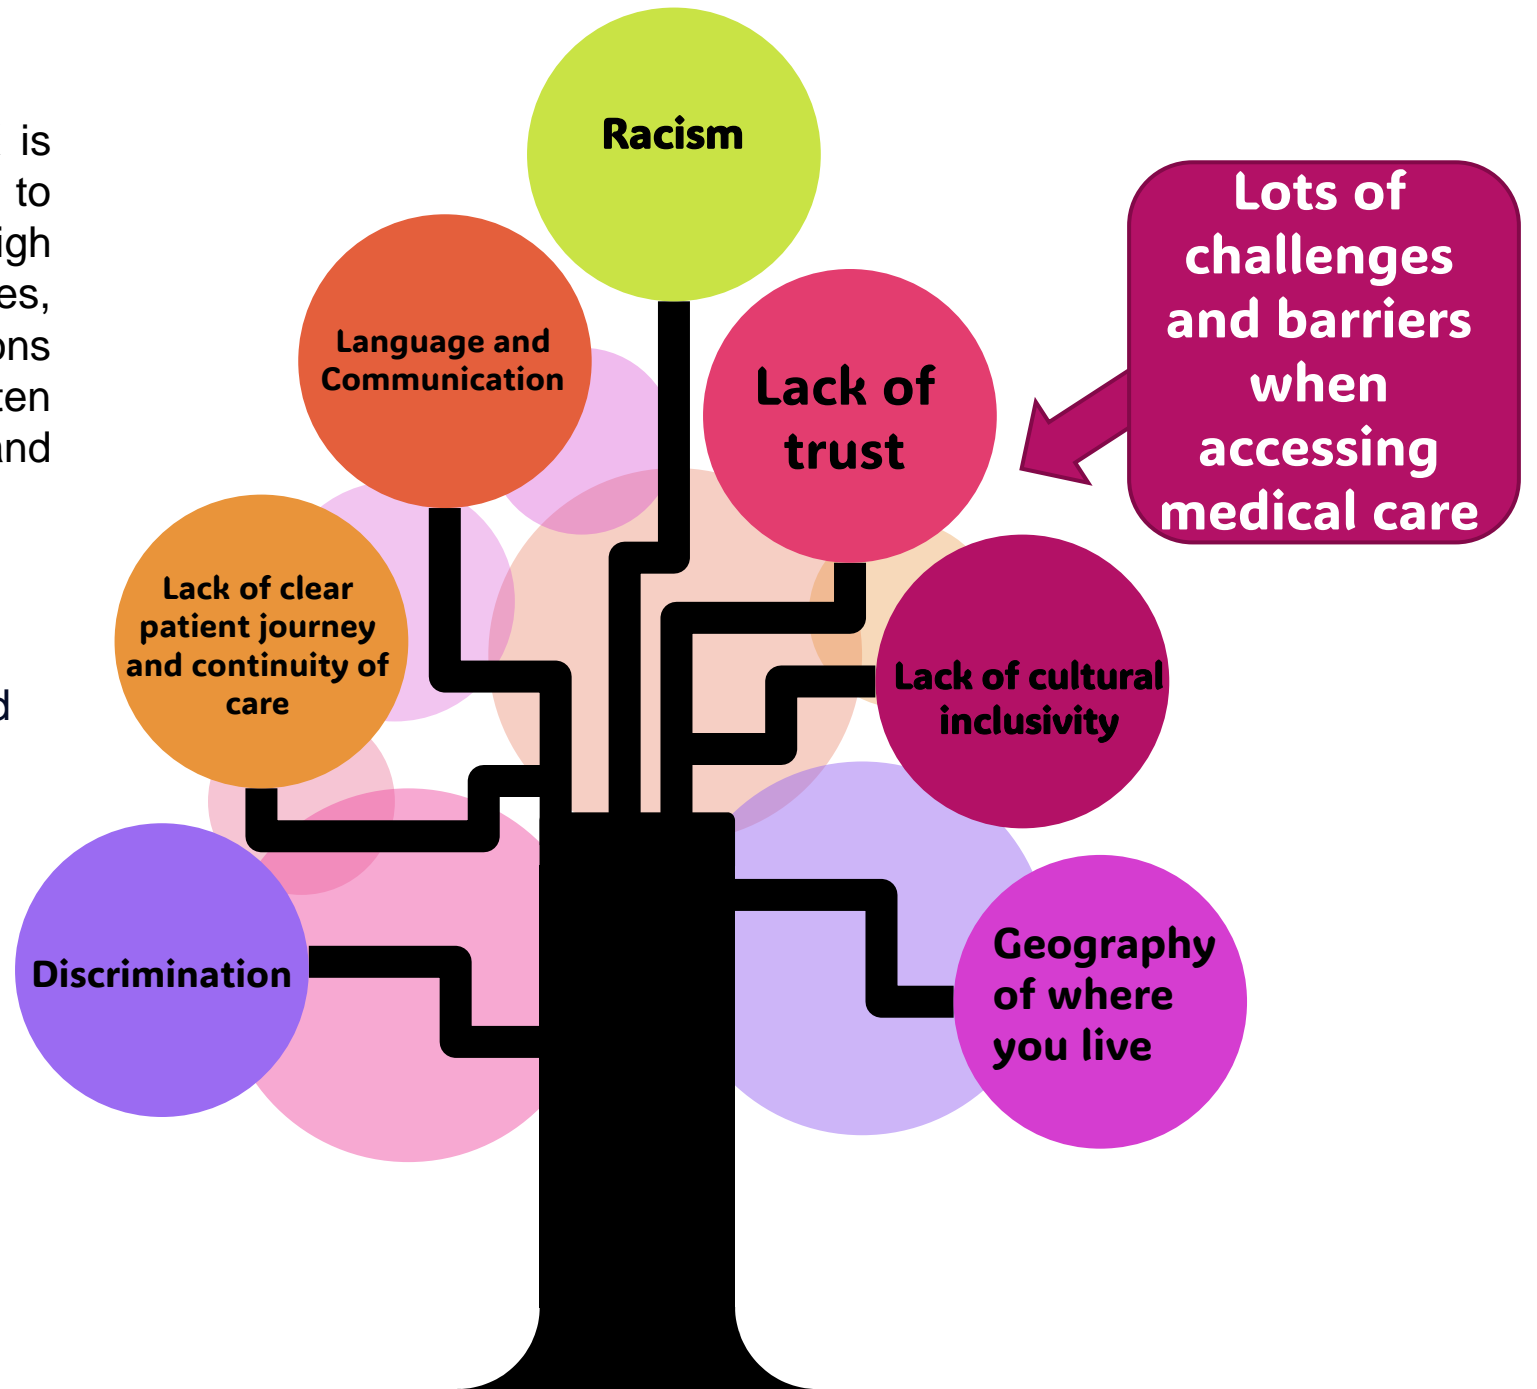 is
to
igh
es,
ons
ten
and
d
Racism
Language and
Communication
Lack of
trust
Lots of
challenges
and barriers
when
accessing
medical care
Lack of clear
patient journey
and continuity of
care
Lack of cultural
inclusivity
Discrimination
Geography
of where
you live